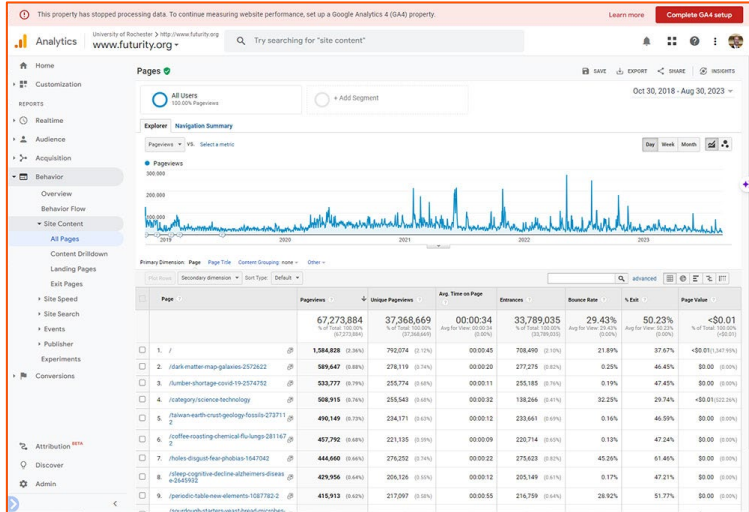 This property has stopped processing data. To continue measuring website performance, set up a Google Analytics 4 (GA4) property.
Learn more
Complete GA4 setup
Analytics
University of Rochester > http://www.futurity.org
www.futurity.org
Try searching for "site content"
Home
Customization
REPORTS
Realtime
Audience
Acquisition
Behavior
Overview
Behavior Flow
Site Content
All Pages
Content Drilldown
Landing Pages
Exit Pages
Site Speed
Site Search
Events
Publisher
Experiments
Conversions
Attribution BETA
Discover
Admin
Pages
SAVE
EXPORT
SHARE
INSIGHTS
All Users
100.00% Pageviews
+ Add Segment
Oct 30, 2018 - Aug 30, 2023
Explorer
Navigation Summary
Pageviews
VS.
Select a metric
Day
Week
Month
Pageviews
300,000
200,000
100,000
2019
2020
2021
2022
2023
Primary Dimension: Page Page Title Content Grouping: none Other
Plot Rows
Secondary dimension
Sort Type: Default
advanced
Page
Pageviews
Unique Pageviews
Avg. Time on Page
Entrances
Bounce Rate
% Exit
Page Value
67,273,884
% of Total: 100.00%
(67,273,884)
37,368,669
% of Total: 100.00%
(37,368,669)
00:00:34
Avg for View: 00:00:34
(0.00%)
33,789,035
% of Total: 100.00%
(33,789,035)
29.43%
Avg for View: 29.43%
(0.00%)
50.23%
Avg for View: 50.23%
(0.00%)
<$0.01
% of Total: 100.00%
(<$0.01)
1. / 1,584,828 (2.36%) 792,074 (2.12%) 00:00:45 708,490 (2.10%) 21.89% 37.67% <$0.01
2. /dark-matter-map-galaxies-2572622 589,647 (0.88%) 278,119 (0.74%) 00:00:20 277,275 (0.82%) 0.25% 46.45% $0.00 (0.00%)
3. /lumber-shortage-covid-19-2574752 533,777 (0.79%) 255,774 (0.68%) 00:00:11 255,185 (0.76%) 0.19% 47.45% $0.00 (0.00%)
4. /category/science-technology 508,915 (0.76%) 255,543 (0.68%) 00:00:32 138,266 (0.41%) 32.25% 29.74% <$0.01
5. /taiwan-earth-crust-geology-fossils-273711
2 490,149 (0.73%) 234,171 (0.63%) 00:00:12 233,661 (0.69%) 0.16% 46.59% $0.00 (0.00%)
6. /coffee-roasting-chemical-flu-lungs-281167
2 457,792 (0.68%) 221,135 (0.59%) 00:00:09 220,714 (0.65%) 0.13% 47.24% $0.00 (0.00%)
7. /holes-disgust-fear-phobias-1647042 444,660 (0.66%) 276,252 (0.74%) 00:00:22 275,623 (0.82%) 45.26% 61.46% $0.00 (0.00%)
8. /sleep-cognitive-decline-alzheimers-diseas
e-2645932 429,956 (0.64%) 206,126 (0.55%) 00:00:12 205,149 (0.61%) 0.17% 47.21% $0.00 (0.00%)
9. /periodic-table-new-elements-1087782-2 415,913 (0.62%) 217,097 (0.58%) 00:00:55 216,759 (0.64%) 28.92% 51.77% $0.00 (0.00%)